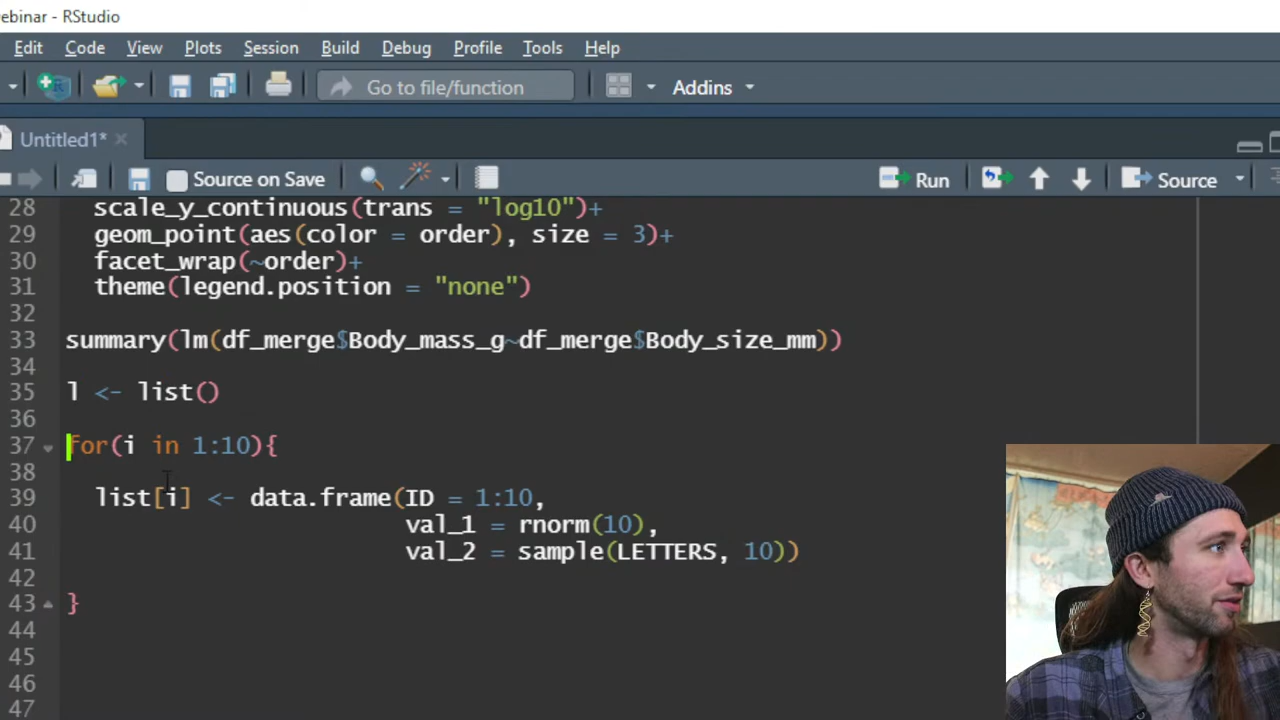 ebinar - RStudio
Edit Code View Plots Session Build Debug Profile Tools Help
Go to file/function Addins
Untitled1*
Source on Save Run Source
28 scale_y_continuous(trans = "log10")+
29 geom_point(aes(color = order), size = 3)+
30 facet_wrap(~order)+
31 theme(legend.position = "none")
32
33 summary(lm(df_merge$Body_mass_g~df_merge$Body_size_mm))
34
35 l <- list()
36
37 for(i in 1:10){
38
39 list[i] <- data.frame(ID = 1:10,
40 val_1 = rnorm(10),
41 val_2 = sample(LETTERS, 10))
42
43 }
44
45
46
47